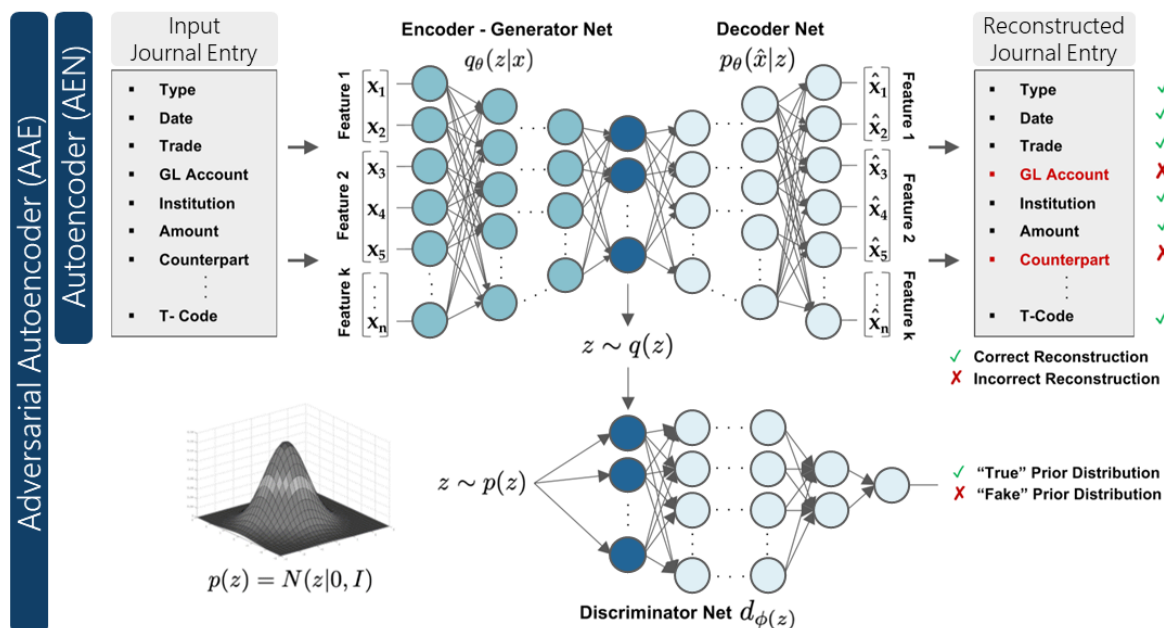 Adversarial Autoencoder (AAE)
Autoencoder (AEN)
Input
Journal Entry
▪ Type
▪ Date
▪ Trade
▪ GL Account
▪ Institution
▪ Amount
▪ Counterpart
▪ T- Code
Encoder - Generator Net
q_θ(z|x)
Feature 1
Feature 2
Feature k
x₁
x₂
x₃
x₄
x₅
xₙ
Decoder Net
p_θ(x̂|z)
x̂₁
x̂₂
x̂₃
x̂₄
x̂₅
x̂ₙ
Feature 1
Feature 2
Feature k
Reconstructed
Journal Entry
▪ Type ✓
▪ Date ✓
▪ Trade ✓
▪ GL Account ✗
▪ Institution ✓
▪ Amount ✓
▪ Counterpart ✗
▪ T-Code ✓
✓ Correct Reconstruction
✗ Incorrect Reconstruction
z ∼ q(z)
z ∼ p(z)
✓ “True” Prior Distribution
✗ “Fake” Prior Distribution
p(z) = N(z|0, I)
Discriminator Net d_ϕ(z)